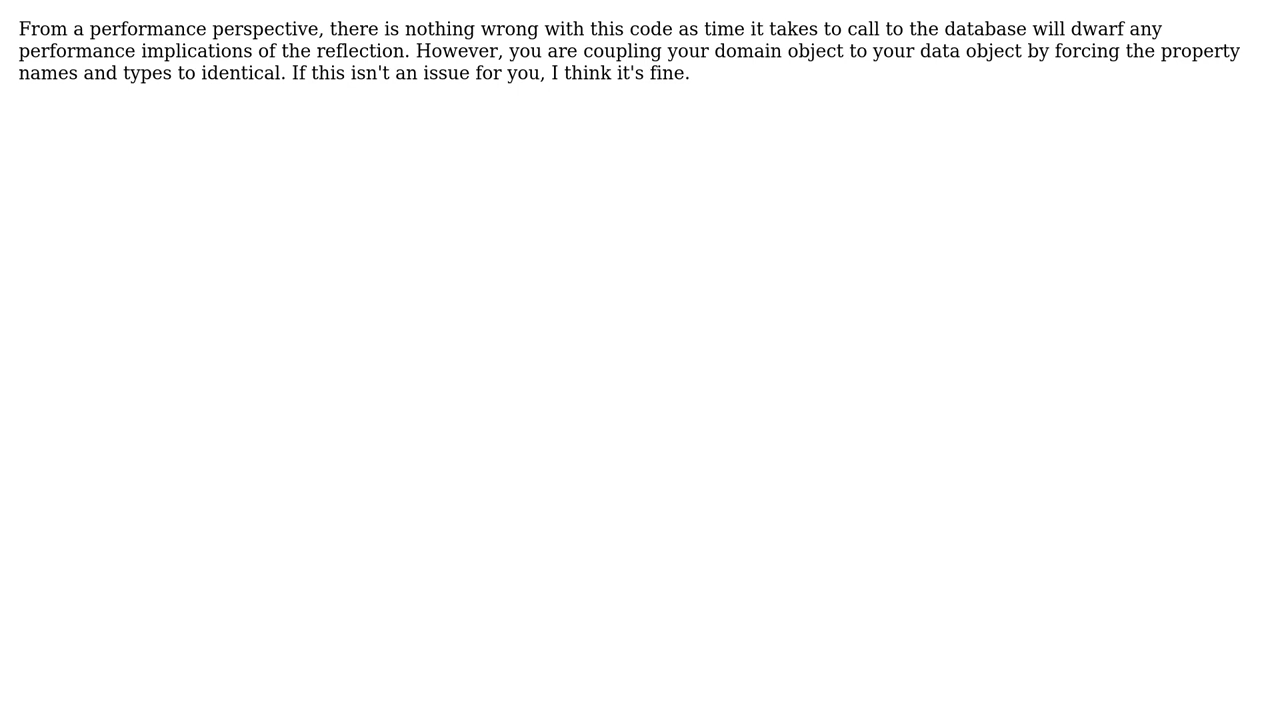 From a performance perspective, there is nothing wrong with this code as time it takes to call to the database will dwarf any
performance implications of the reflection. However, you are coupling your domain object to your data object by forcing the property
names and types to identical. If this isn't an issue for you, I think it's fine.